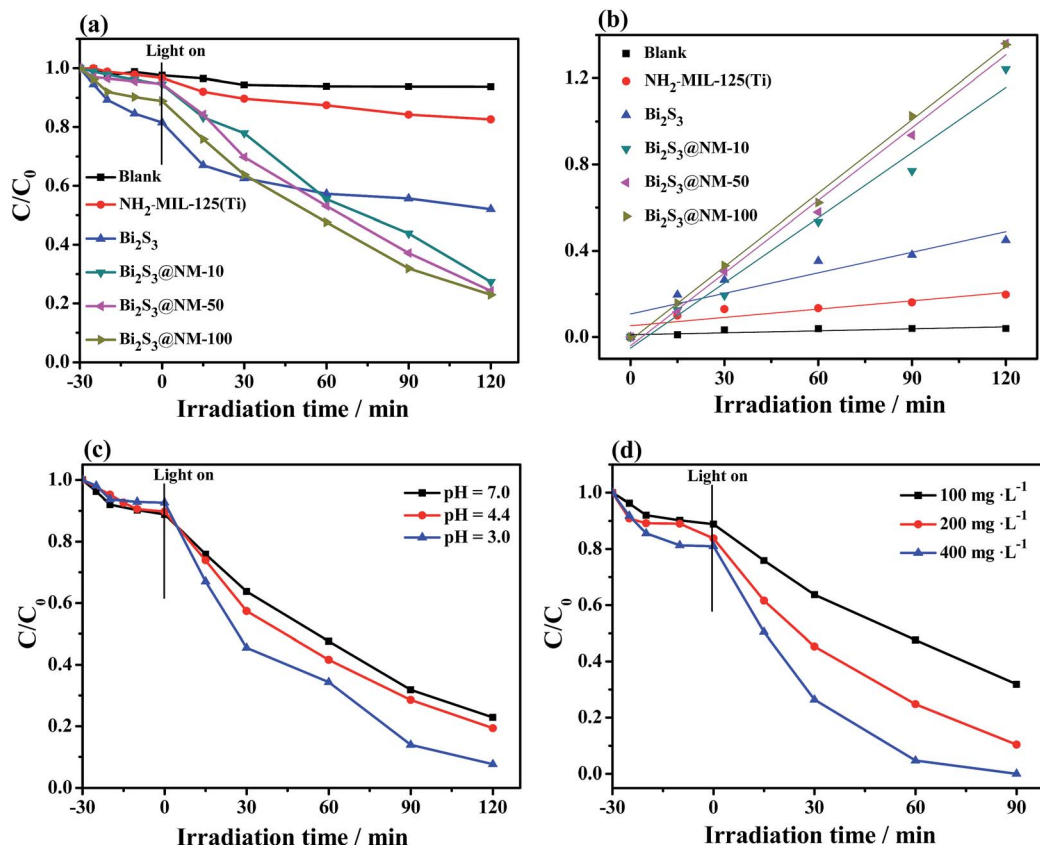 (a)
Light on
1.0
0.8
0.6
0.4
0.2
0.0
C/C₀
Blank
NH₂-MIL-125(Ti)
Bi₂S₃
Bi₂S₃@NM-10
Bi₂S₃@NM-50
Bi₂S₃@NM-100
-30 0 30 60 90 120
Irradiation time / min
(b)
1.2
0.8
0.4
0.0
Blank
NH₂-MIL-125(Ti)
Bi₂S₃
Bi₂S₃@NM-10
Bi₂S₃@NM-50
Bi₂S₃@NM-100
0 30 60 90 120
Irradiation time / min
(c)
Light on
1.0
0.8
0.6
0.4
0.2
0.0
C/C₀
pH = 7.0
pH = 4.4
pH = 3.0
-30 0 30 60 90 120
Irradiation time / min
(d)
Light on
1.0
0.8
0.6
0.4
0.2
0.0
C/C₀
100 mg ·L⁻¹
200 mg ·L⁻¹
400 mg ·L⁻¹
-30 0 30 60 90
Irradiation time / min